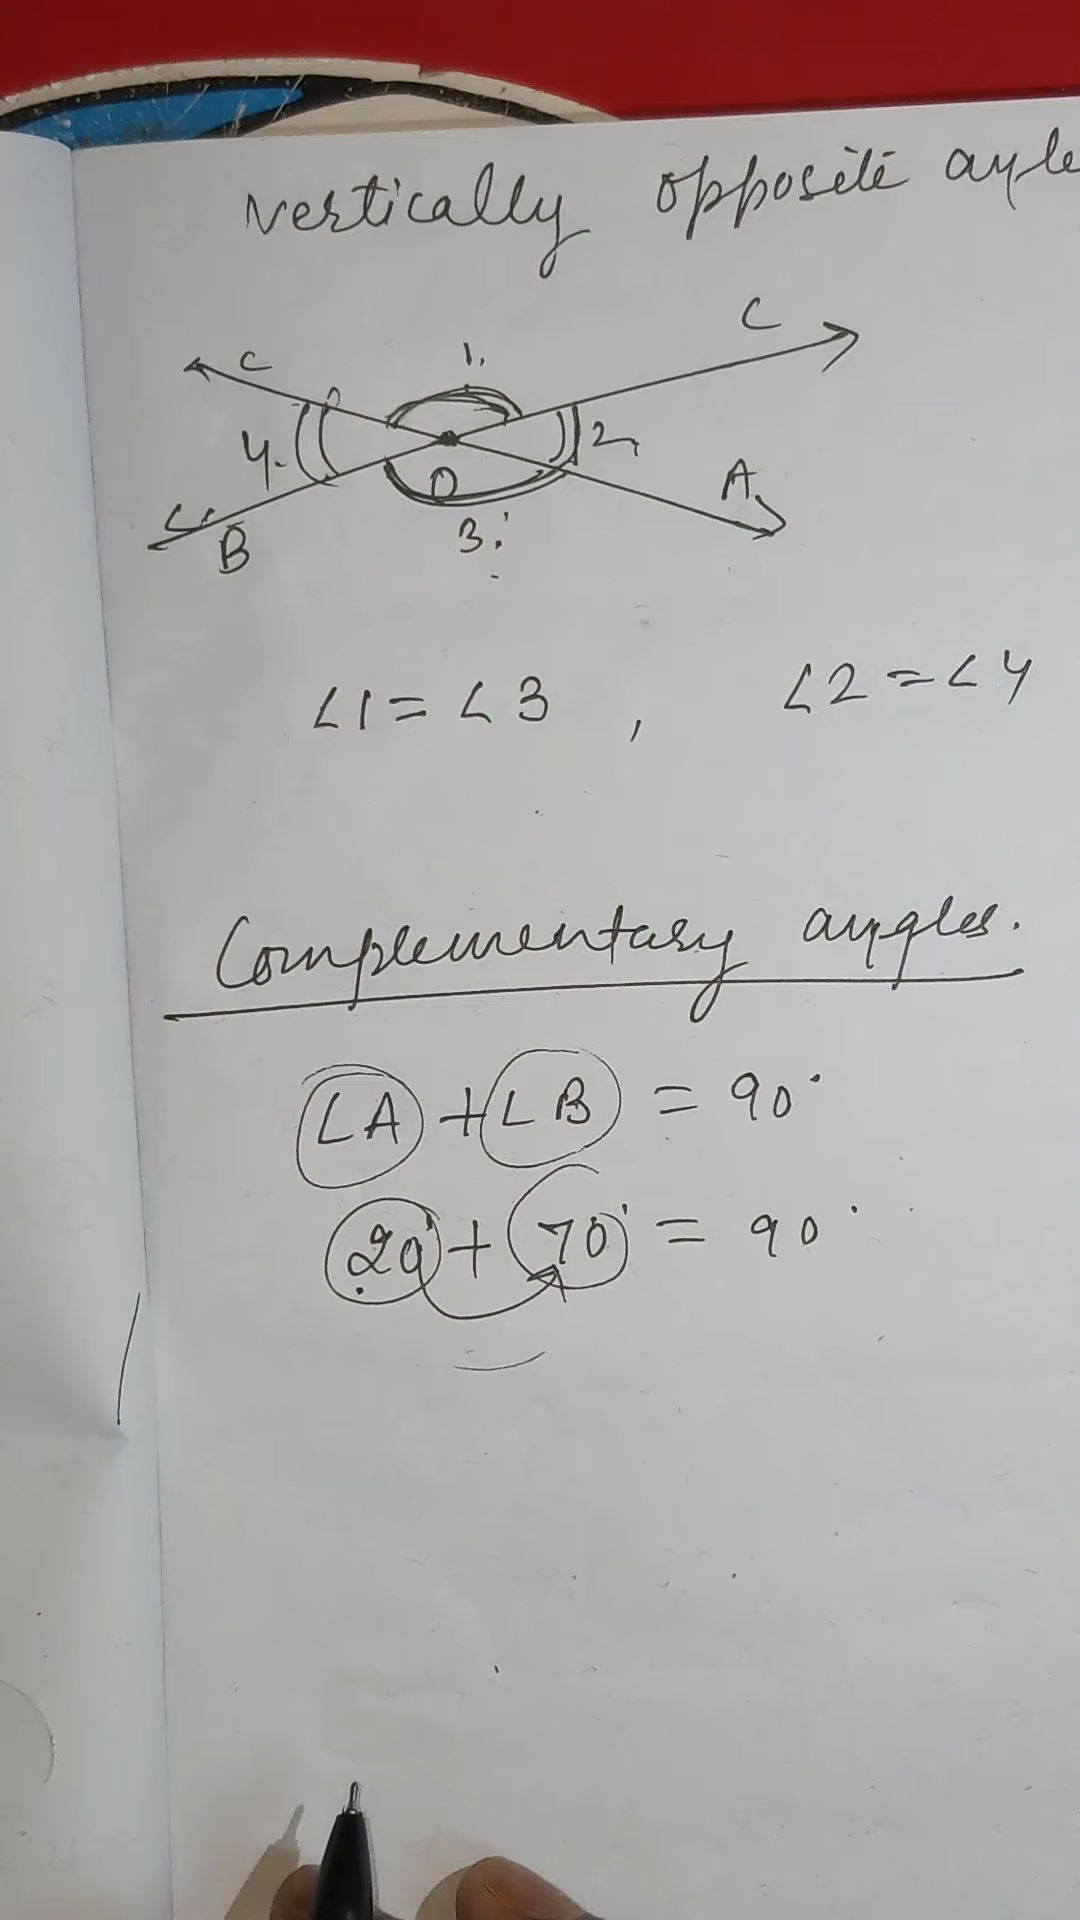 vertically opposite angle
C
C
1.
4.
2,
O
A
B
3.
∠1 = ∠3 , ∠2 = ∠4
Complementary angles.
∠A + ∠B = 90°
20° + 70° = 90°